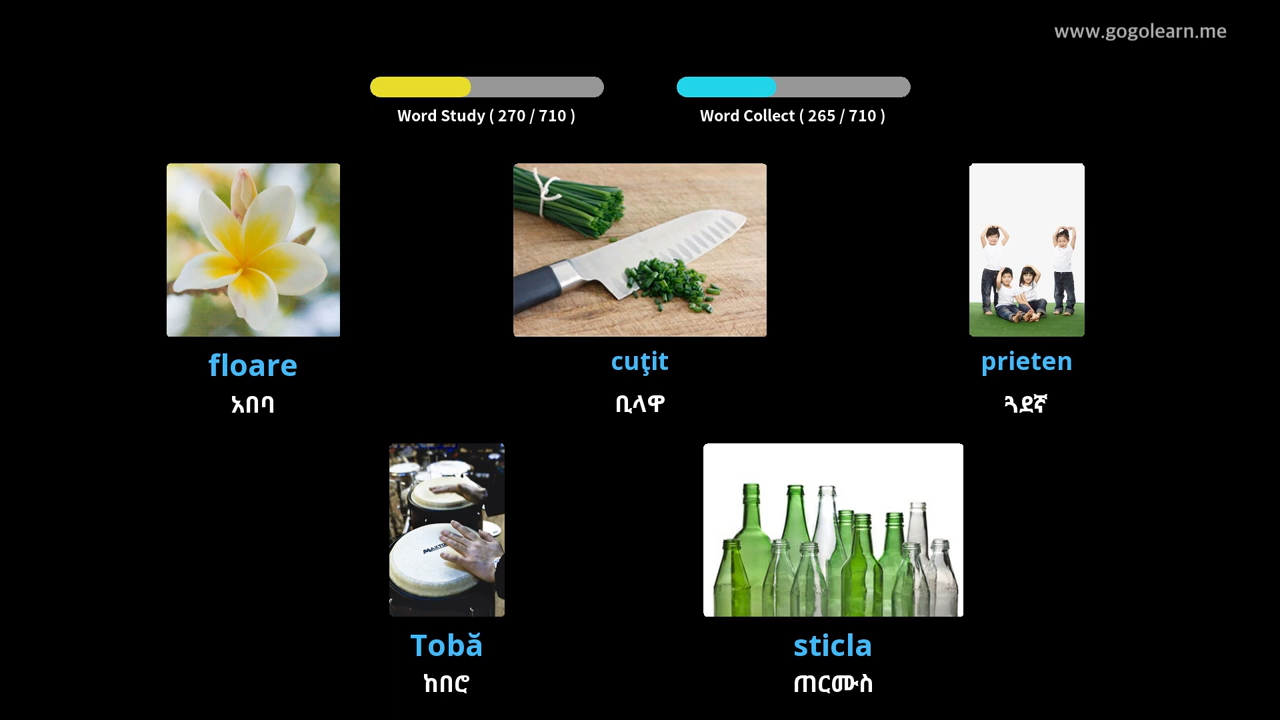 www.gogolearn.me
Word Study ( 270 / 710 )
Word Collect ( 265 / 710 )
floare
cuţit
prieten
አበባ
ቢላዋ
ጓደኛ
Tobă
sticla
ከበሮ
ጠርሙስ